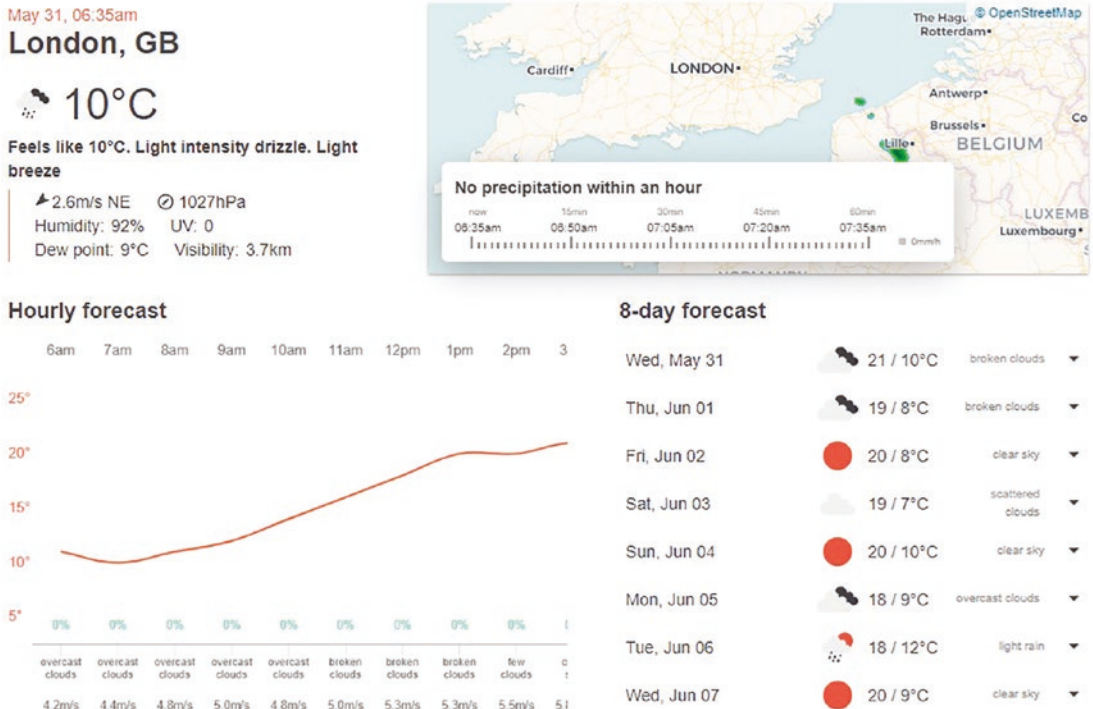 May 31, 06:35am
London, GB
10°C
Feels like 10°C. Light intensity drizzle. Light
breeze
2.6m/s NE 1027hPa
Humidity: 92% UV: 0
Dew point: 9°C Visibility: 3.7km
© OpenStreetMap
The Hague
Rotterdam
Cardiff
LONDON
Antwerp
Brussels
Co
Lille
BELGIUM
LUXEMB
Luxembourg
No precipitation within an hour
now 15min 30min 45min 60min
06:35am 06:50am 07:05am 07:20am 07:35am
0mm/h
Hourly forecast
6am 7am 8am 9am 10am 11am 12pm 1pm 2pm 3
25°
20°
15°
10°
5°
0% 0% 0% 0% 0% 0% 0% 0% 0%
overcast overcast overcast overcast overcast broken broken broken few
clouds clouds clouds clouds clouds clouds clouds clouds clouds
4.2m/s 4.4m/s 4.8m/s 5.0m/s 4.8m/s 5.0m/s 5.3m/s 5.3m/s 5.5m/s
8-day forecast
Wed, May 31 21 / 10°C broken clouds
Thu, Jun 01 19 / 8°C broken clouds
Fri, Jun 02 20 / 8°C clear sky
Sat, Jun 03 19 / 7°C scattered
clouds
Sun, Jun 04 20 / 10°C clear sky
Mon, Jun 05 18 / 9°C overcast clouds
Tue, Jun 06 18 / 12°C light rain
Wed, Jun 07 20 / 9°C clear sky